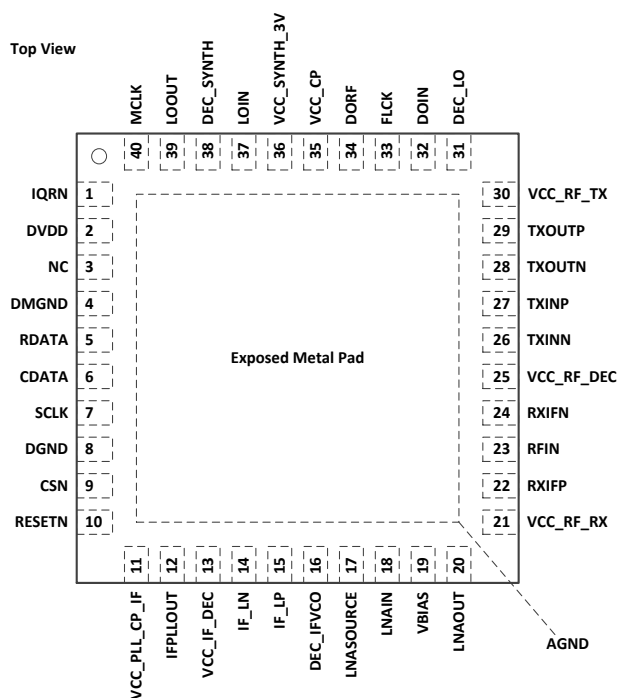 Top View
MCLK
LOOUT
DEC_SYNTH
LOIN
VCC_SYNTH_3V
VCC_CP
DORF
FLCK
DOIN
DEC_LO
40 39 38 37 36 35 34 33 32 31
IQRN 1 30 VCC_RF_TX
DVDD 2 29 TXOUTP
NC 3 28 TXOUTN
DMGND 4 27 TXINP
RDATA 5 26 TXINN
Exposed Metal Pad
CDATA 6 25 VCC_RF_DEC
SCLK 7 24 RXIFN
DGND 8 23 RFIN
CSN 9 22 RXIFP
RESETN 10 21 VCC_RF_RX
11 12 13 14 15 16 17 18 19 20
VCC_PLL_CP_IF
IFPLLOUT
VCC_IF_DEC
IF_LN
IF_LP
DEC_IFVCO
LNASOURCE
LNAIN
VBIAS
LNAOUT
AGND